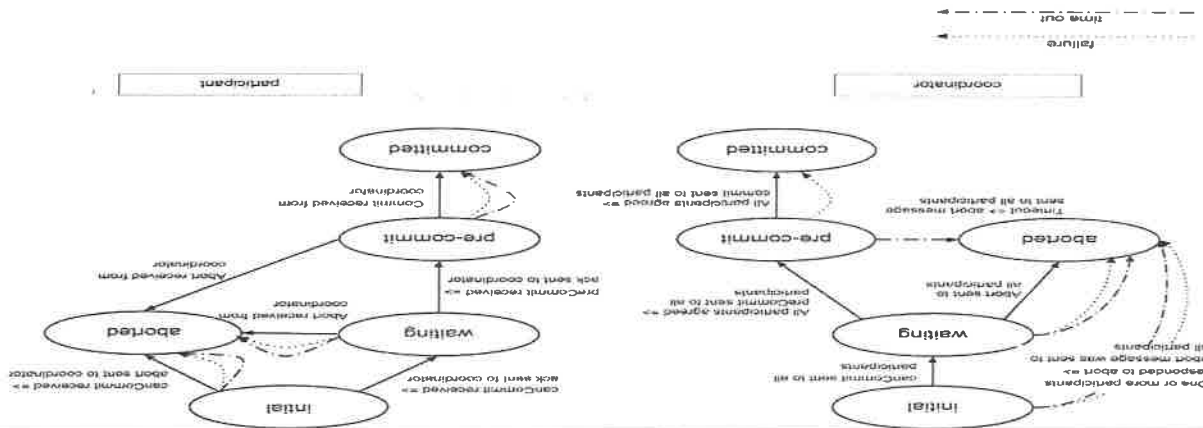 initial
One or more participants
esponded to abort =>
bort message was sent to
all participants
canCommit sent to all
participants
waiting
Abort sent to
all participants
All participants agreed =>
preCommit sent to all
participants
aborted
pre-commit
Timeout => abort message
sent to all participants
All participants agreed =>
commit sent to all participants
committed
coordinator
failure
time out
intial
canCommit received =>
ack sent to coordinator
canCommit received =>
abort sent to coordinator
waiting
aborted
Abort received from
coordinator
preCommit received =>
ack sent to coordinator
Abort received from
coordinator
pre-commit
Commit received from
coordinator
committed
participant